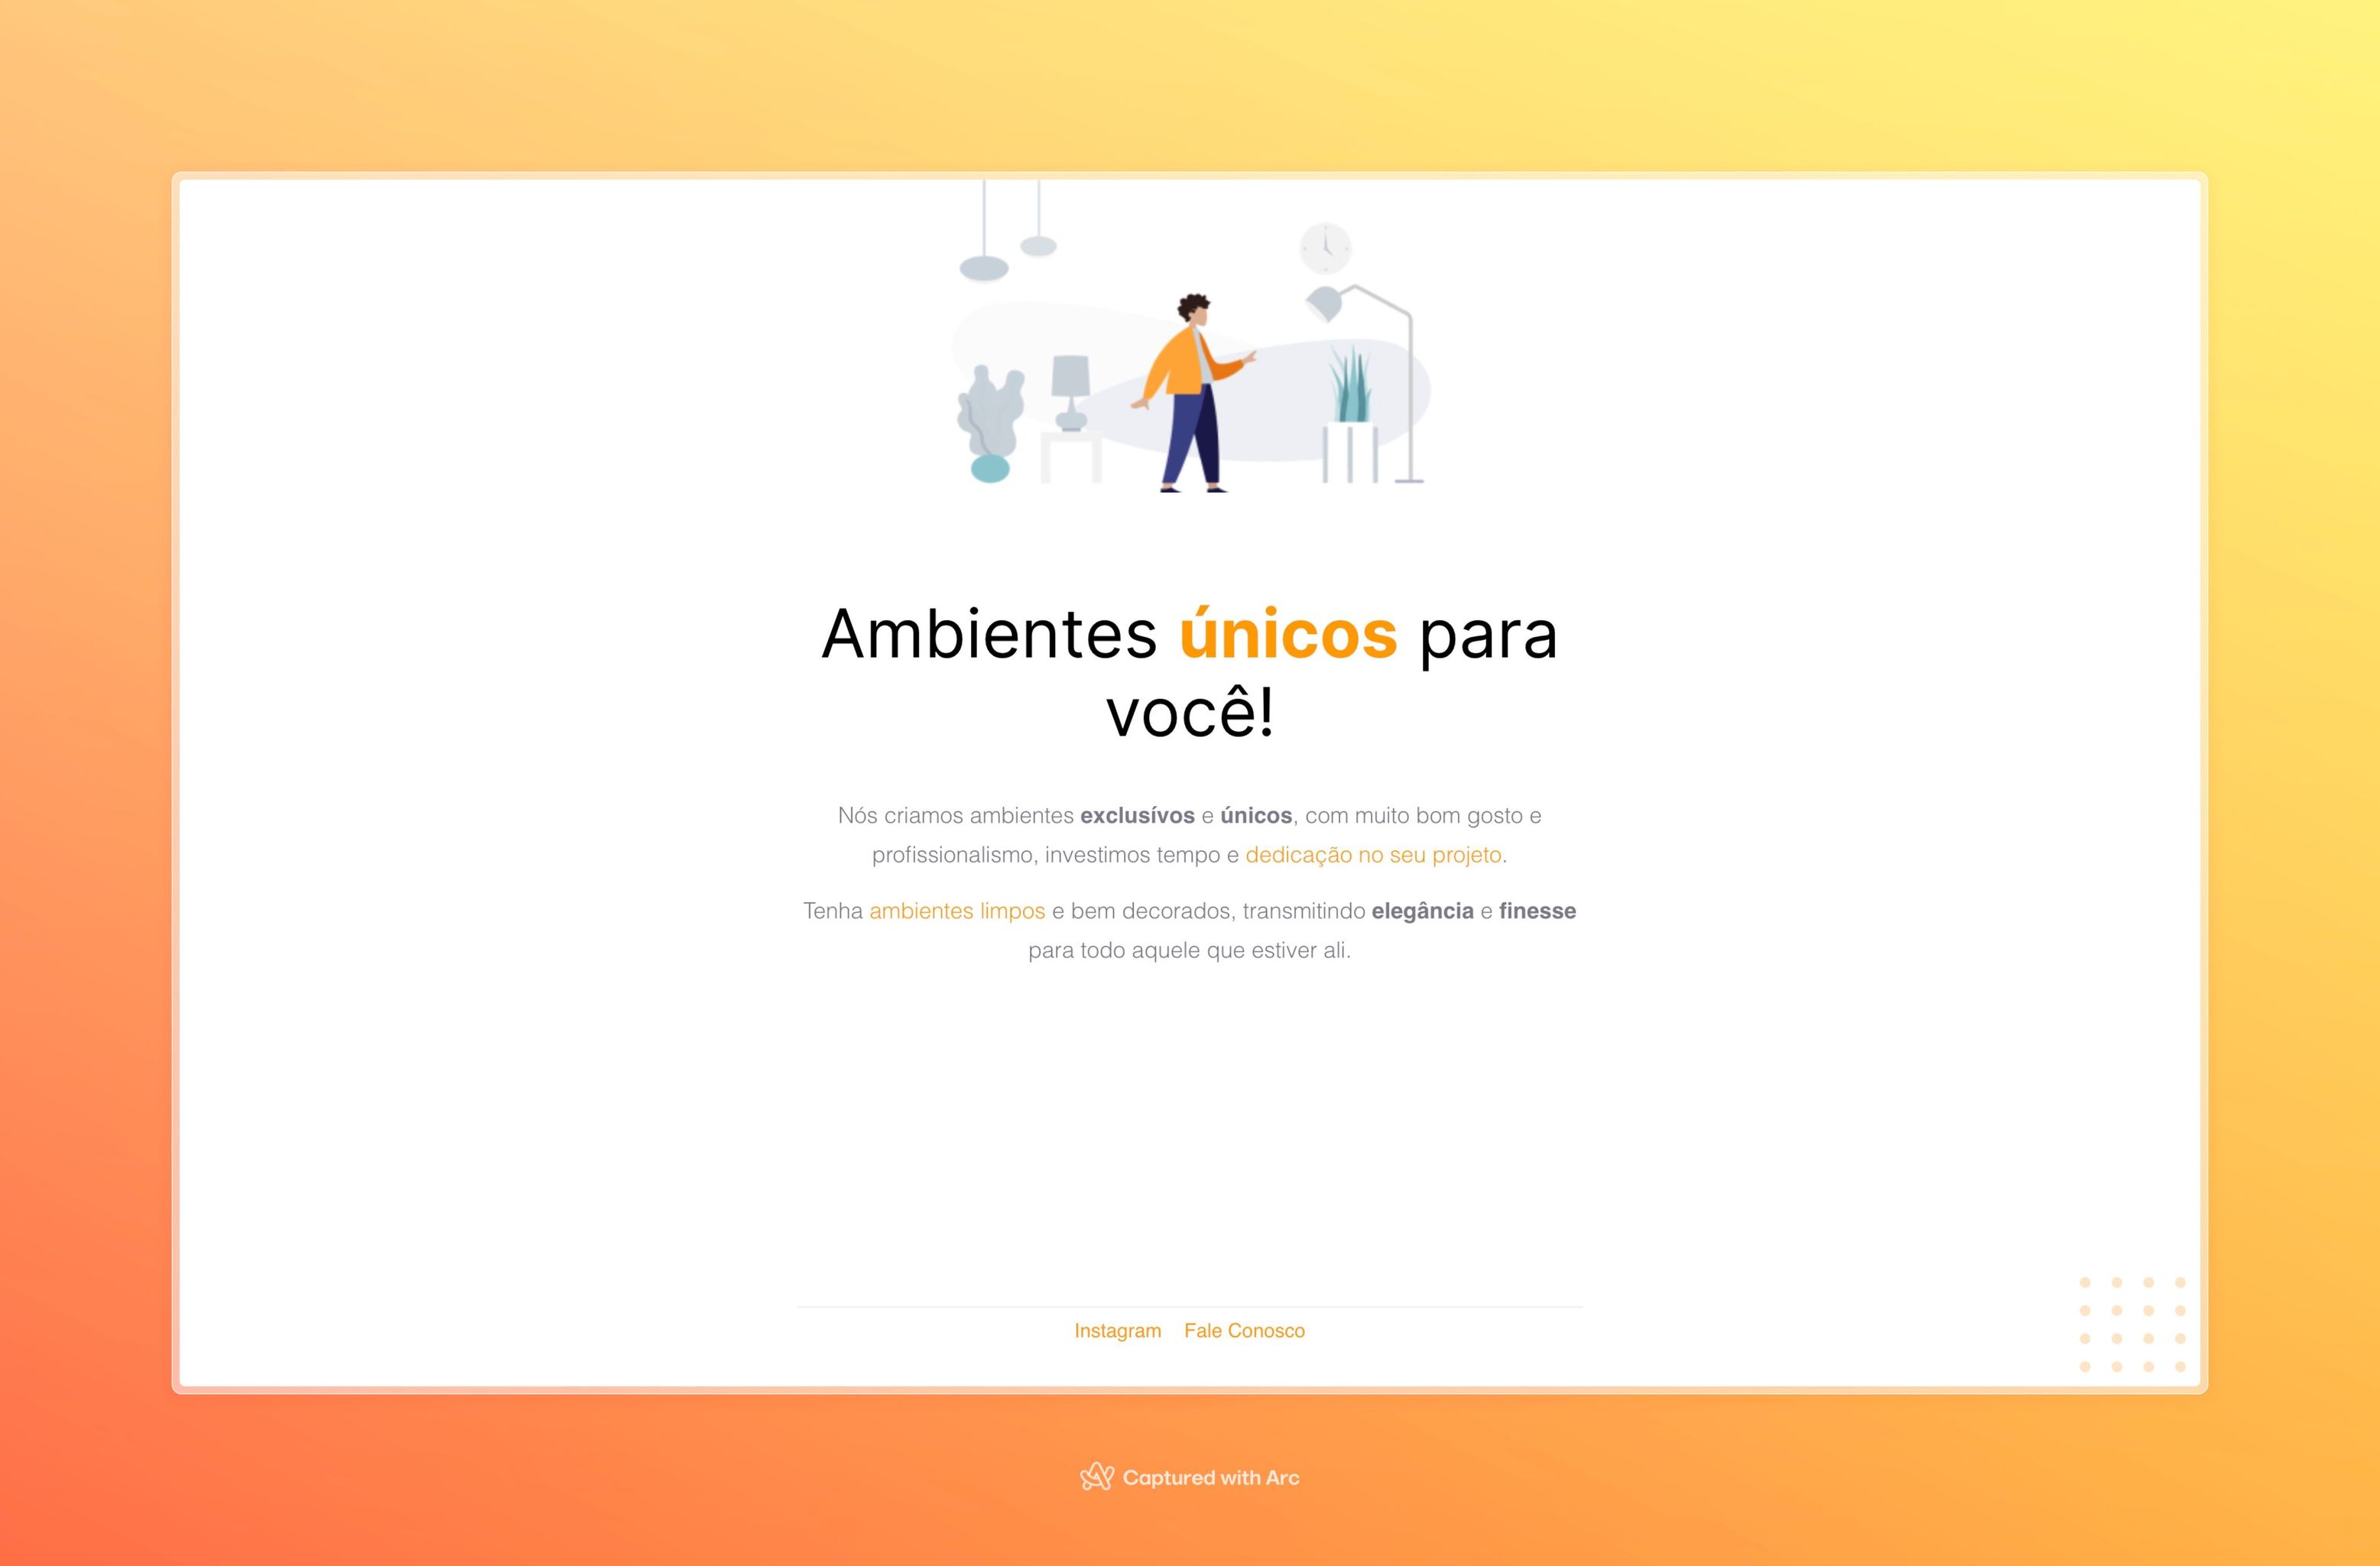 Ambientes únicos para
você!
Nós criamos ambientes exclusívos e únicos, com muito bom gosto e
profissionalismo, investimos tempo e dedicação no seu projeto.
Tenha ambientes limpos e bem decorados, transmitindo elegância e finesse
para todo aquele que estiver ali.
Instagram Fale Conosco
Captured with Arc